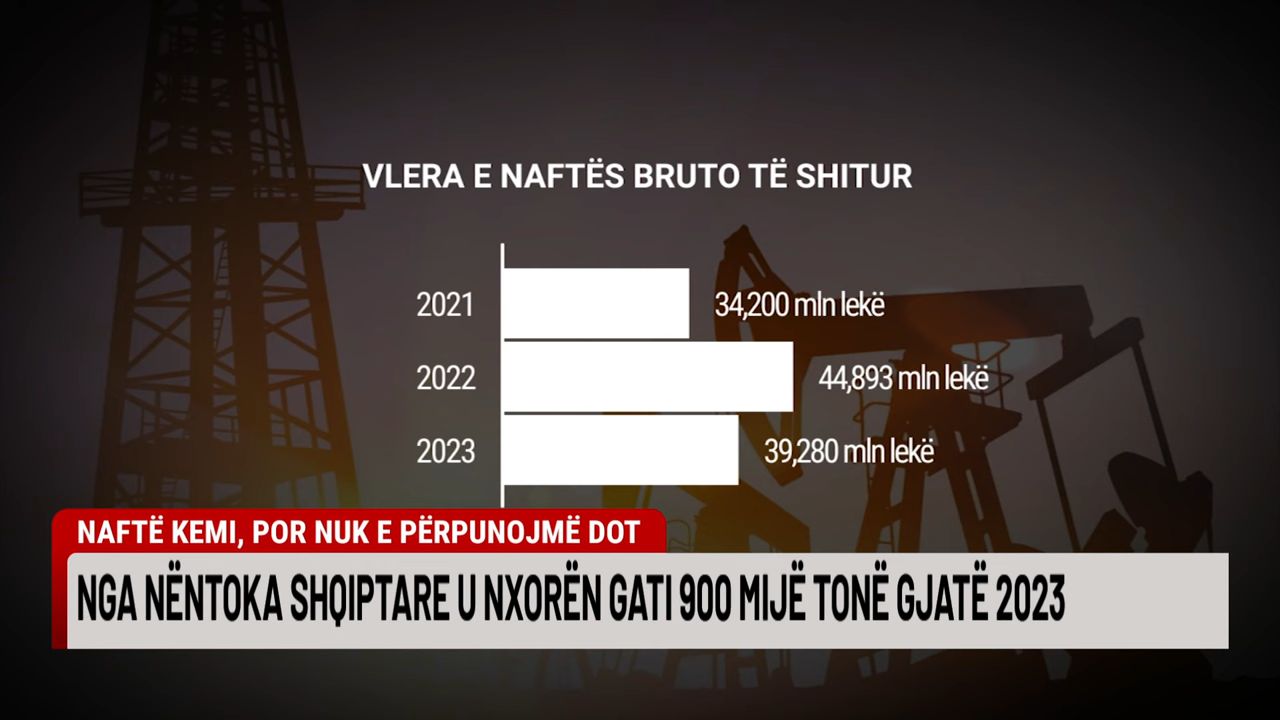 VLERA E NAFTËS BRUTO TË SHITUR
2021 34,200 mln lekë
2022 44,893 mln lekë
2023 39,280 mln lekë
NAFTË KEMI, POR NUK E PËRPUNOJMË DOT
NGA NËNTOKA SHQIPTARE U NXORËN GATI 900 MIJË TONË GJATË 2023